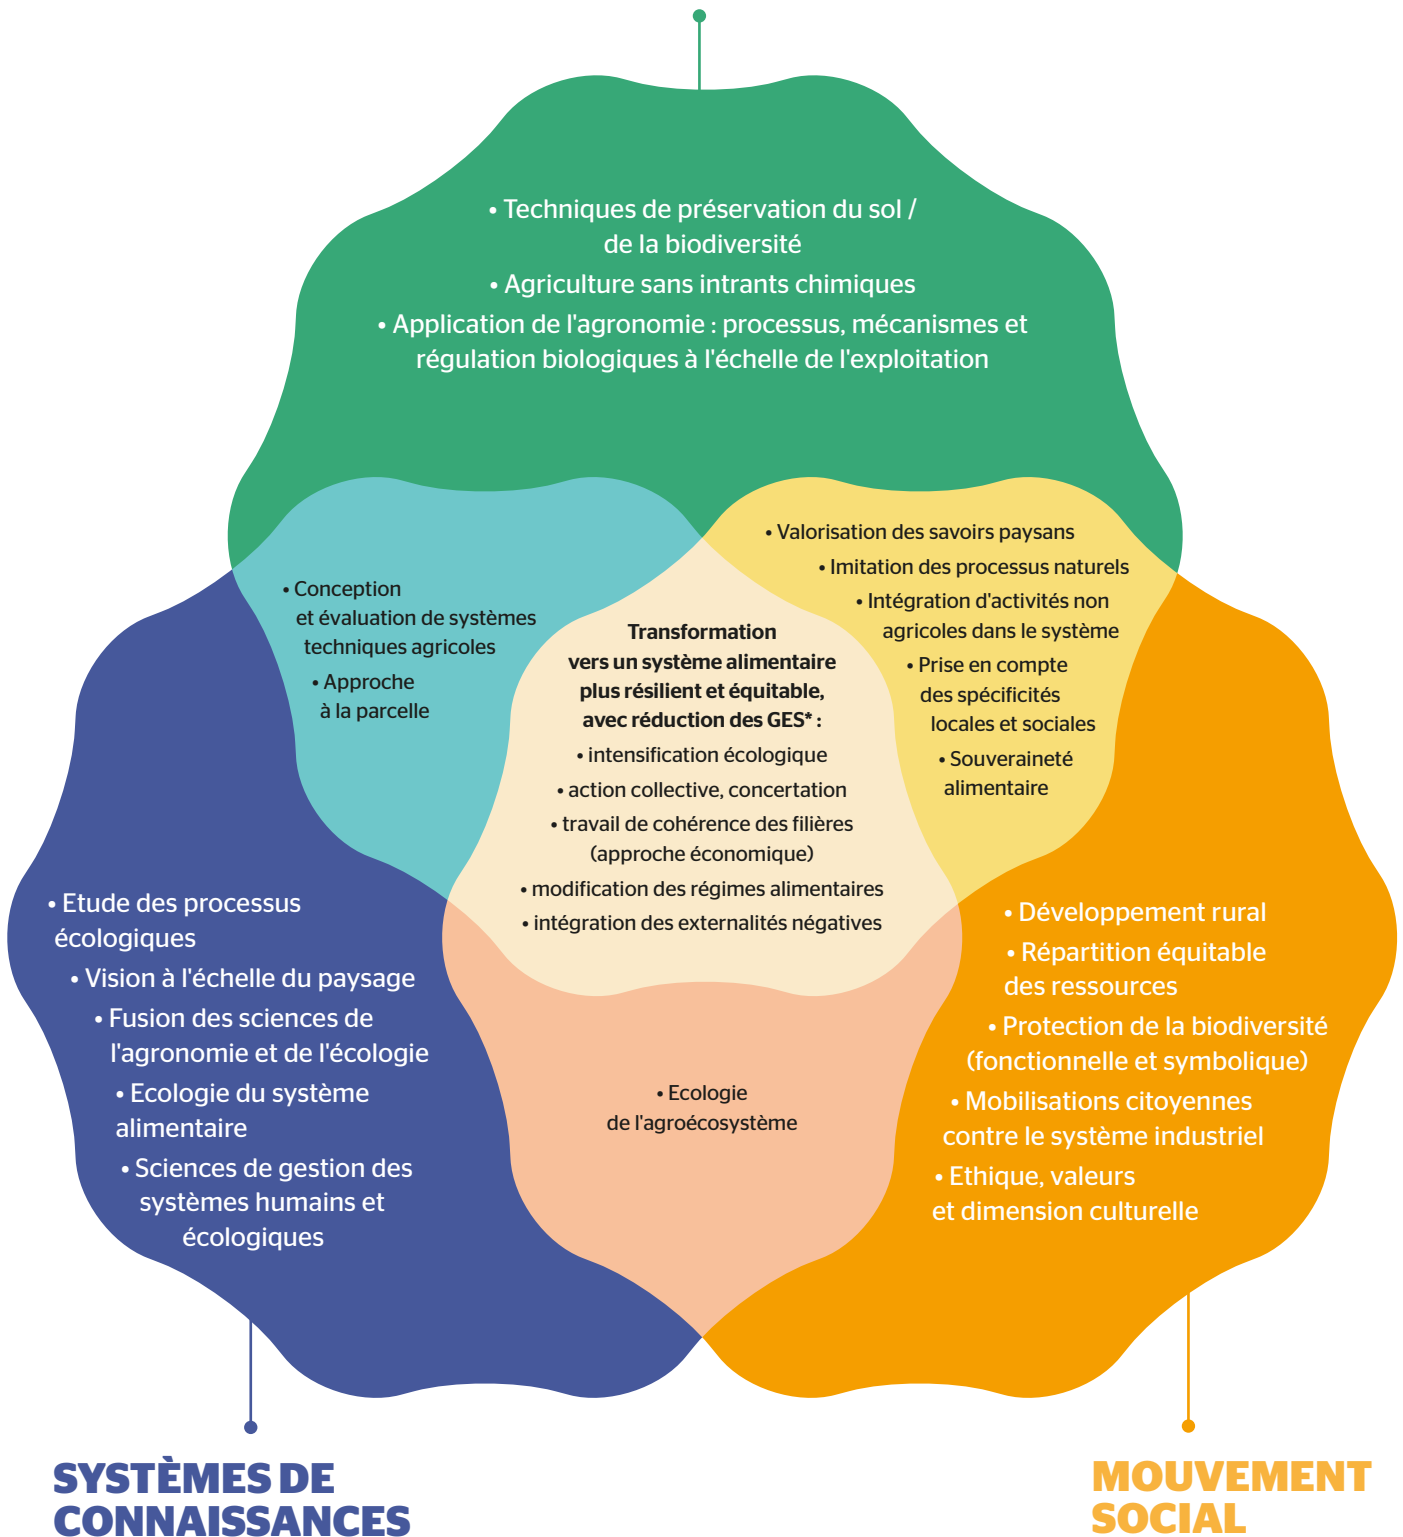 • Techniques de préservation du sol /
de la biodiversité
• Agriculture sans intrants chimiques
• Application de l'agronomie : processus, mécanismes et
régulation biologiques à l'échelle de l'exploitation
• Conception
et évaluation de systèmes
techniques agricoles
• Approche
à la parcelle
• Valorisation des savoirs paysans
• Imitation des processus naturels
• Intégration d'activités non
agricoles dans le système
• Prise en compte
des spécificités
locales et sociales
• Souveraineté
alimentaire
Transformation
vers un système alimentaire
plus résilient et équitable,
avec réduction des GES* :
• intensification écologique
• action collective, concertation
• travail de cohérence des filières
(approche économique)
• modification des régimes alimentaires
• intégration des externalités négatives
• Etude des processus
écologiques
• Vision à l'échelle du paysage
• Fusion des sciences de
l'agronomie et de l'écologie
• Ecologie du système
alimentaire
• Sciences de gestion des
systèmes humains et
écologiques
• Ecologie
de l'agroécosystème
• Développement rural
• Répartition équitable
des ressources
• Protection de la biodiversité
(fonctionnelle et symbolique)
• Mobilisations citoyennes
contre le système industriel
• Ethique, valeurs
et dimension culturelle
SYSTÈMES DE
CONNAISSANCES
MOUVEMENT
SOCIAL